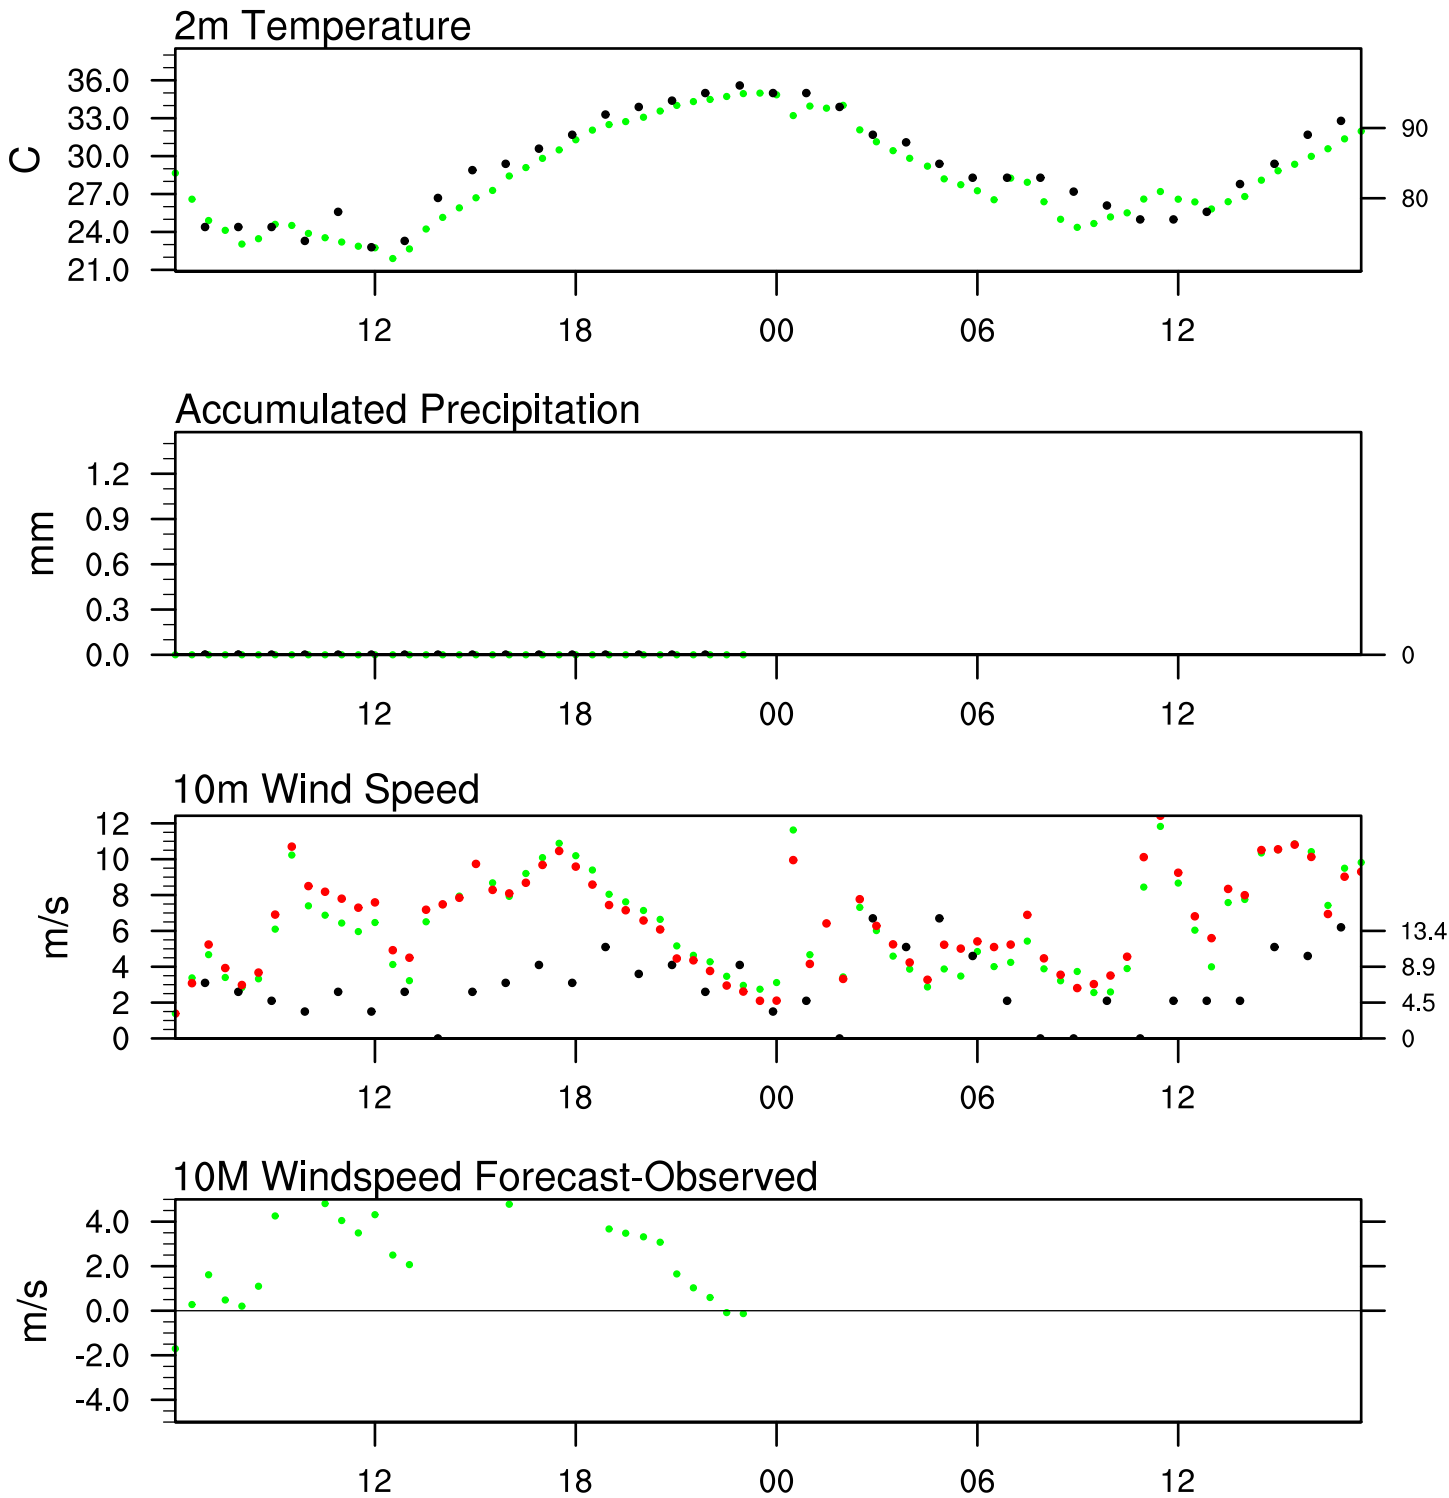 2m Temperature
36.0
33.0
30.0
27.0
24.0
21.0
C
90
80
12 18 00 06 12
Accumulated Precipitation
1.2
0.9
0.6
0.3
0.0
mm
0
12 18 00 06 12
10m Wind Speed
12
10
8
6
4
2
0
m/s
13.4
8.9
4.5
0
12 18 00 06 12
10M Windspeed Forecast-Observed
4.0
2.0
0.0
-2.0
-4.0
m/s
12 18 00 06 12